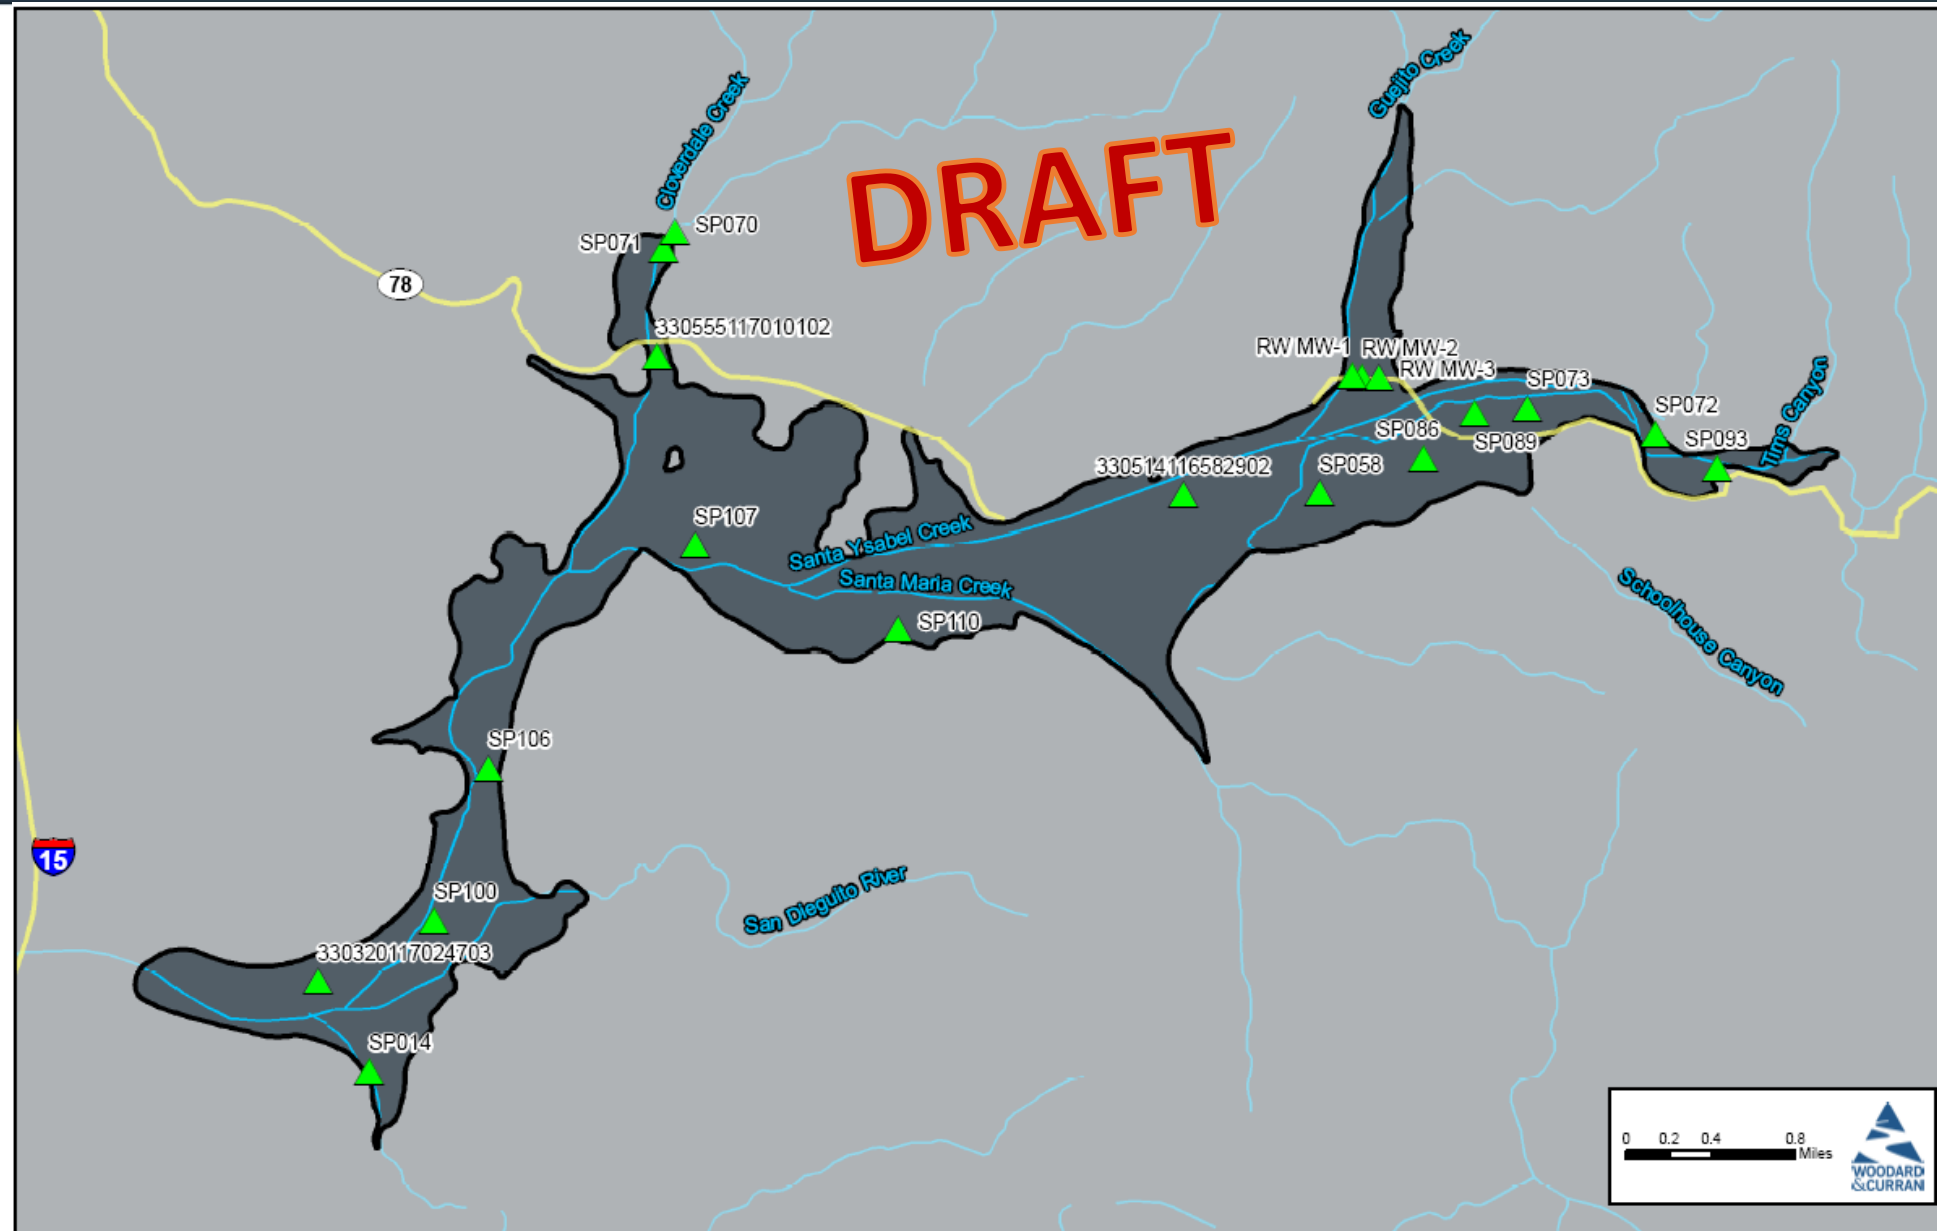 Guejito Creek
Cloverdale Creek
DRAFT
SP070
SP071
78
330555117010102
RW MW-1
RW MW-2
RW MW-3
SP073
SP072
SP086
SP089
SP093
Tims Canyon
330514116582902
SP058
SP107
Santa Ysabel Creek
Santa Maria Creek
SP110
Schoolhouse Canyon
SP106
15
SP100
San Dieguito River
330320117024703
SP014
0 0.2 0.4 0.8
Miles
WOODARD
&CURRAN